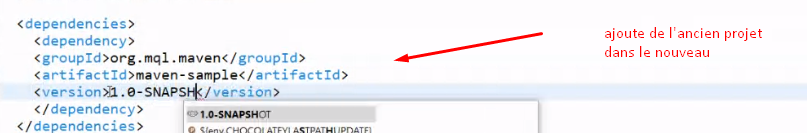 <dependencies>
<dependency>
<groupId>org.mql.maven</groupId>
<artifactId>maven-sample</artifactId>
<version>1.0-SNAPSH</version>
1.0-SNAPSHOT
</dependency>
${env.CHOCOLATEYLASTPATHUPDATE}
</dependencies>
ajoute de l'ancien projet
dans le nouveau